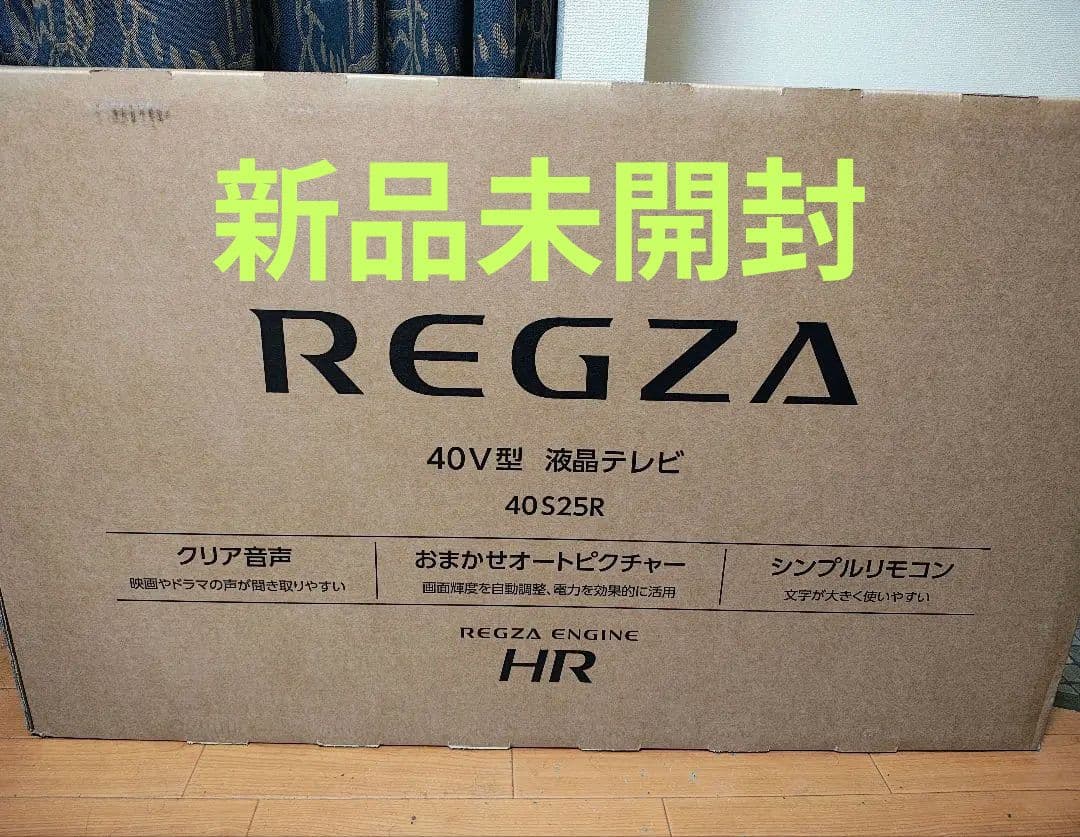 新品未開封
REGZA
40V型 液晶テレビ
40S25R
クリア音声
映画やドラマの声が聞き取りやすい
おまかせオートピクチャー
画面輝度を自動調整、電力を効果的に活用
シンプルリモコン
文字が大きく使いやすい
REGZA ENGINE
HR